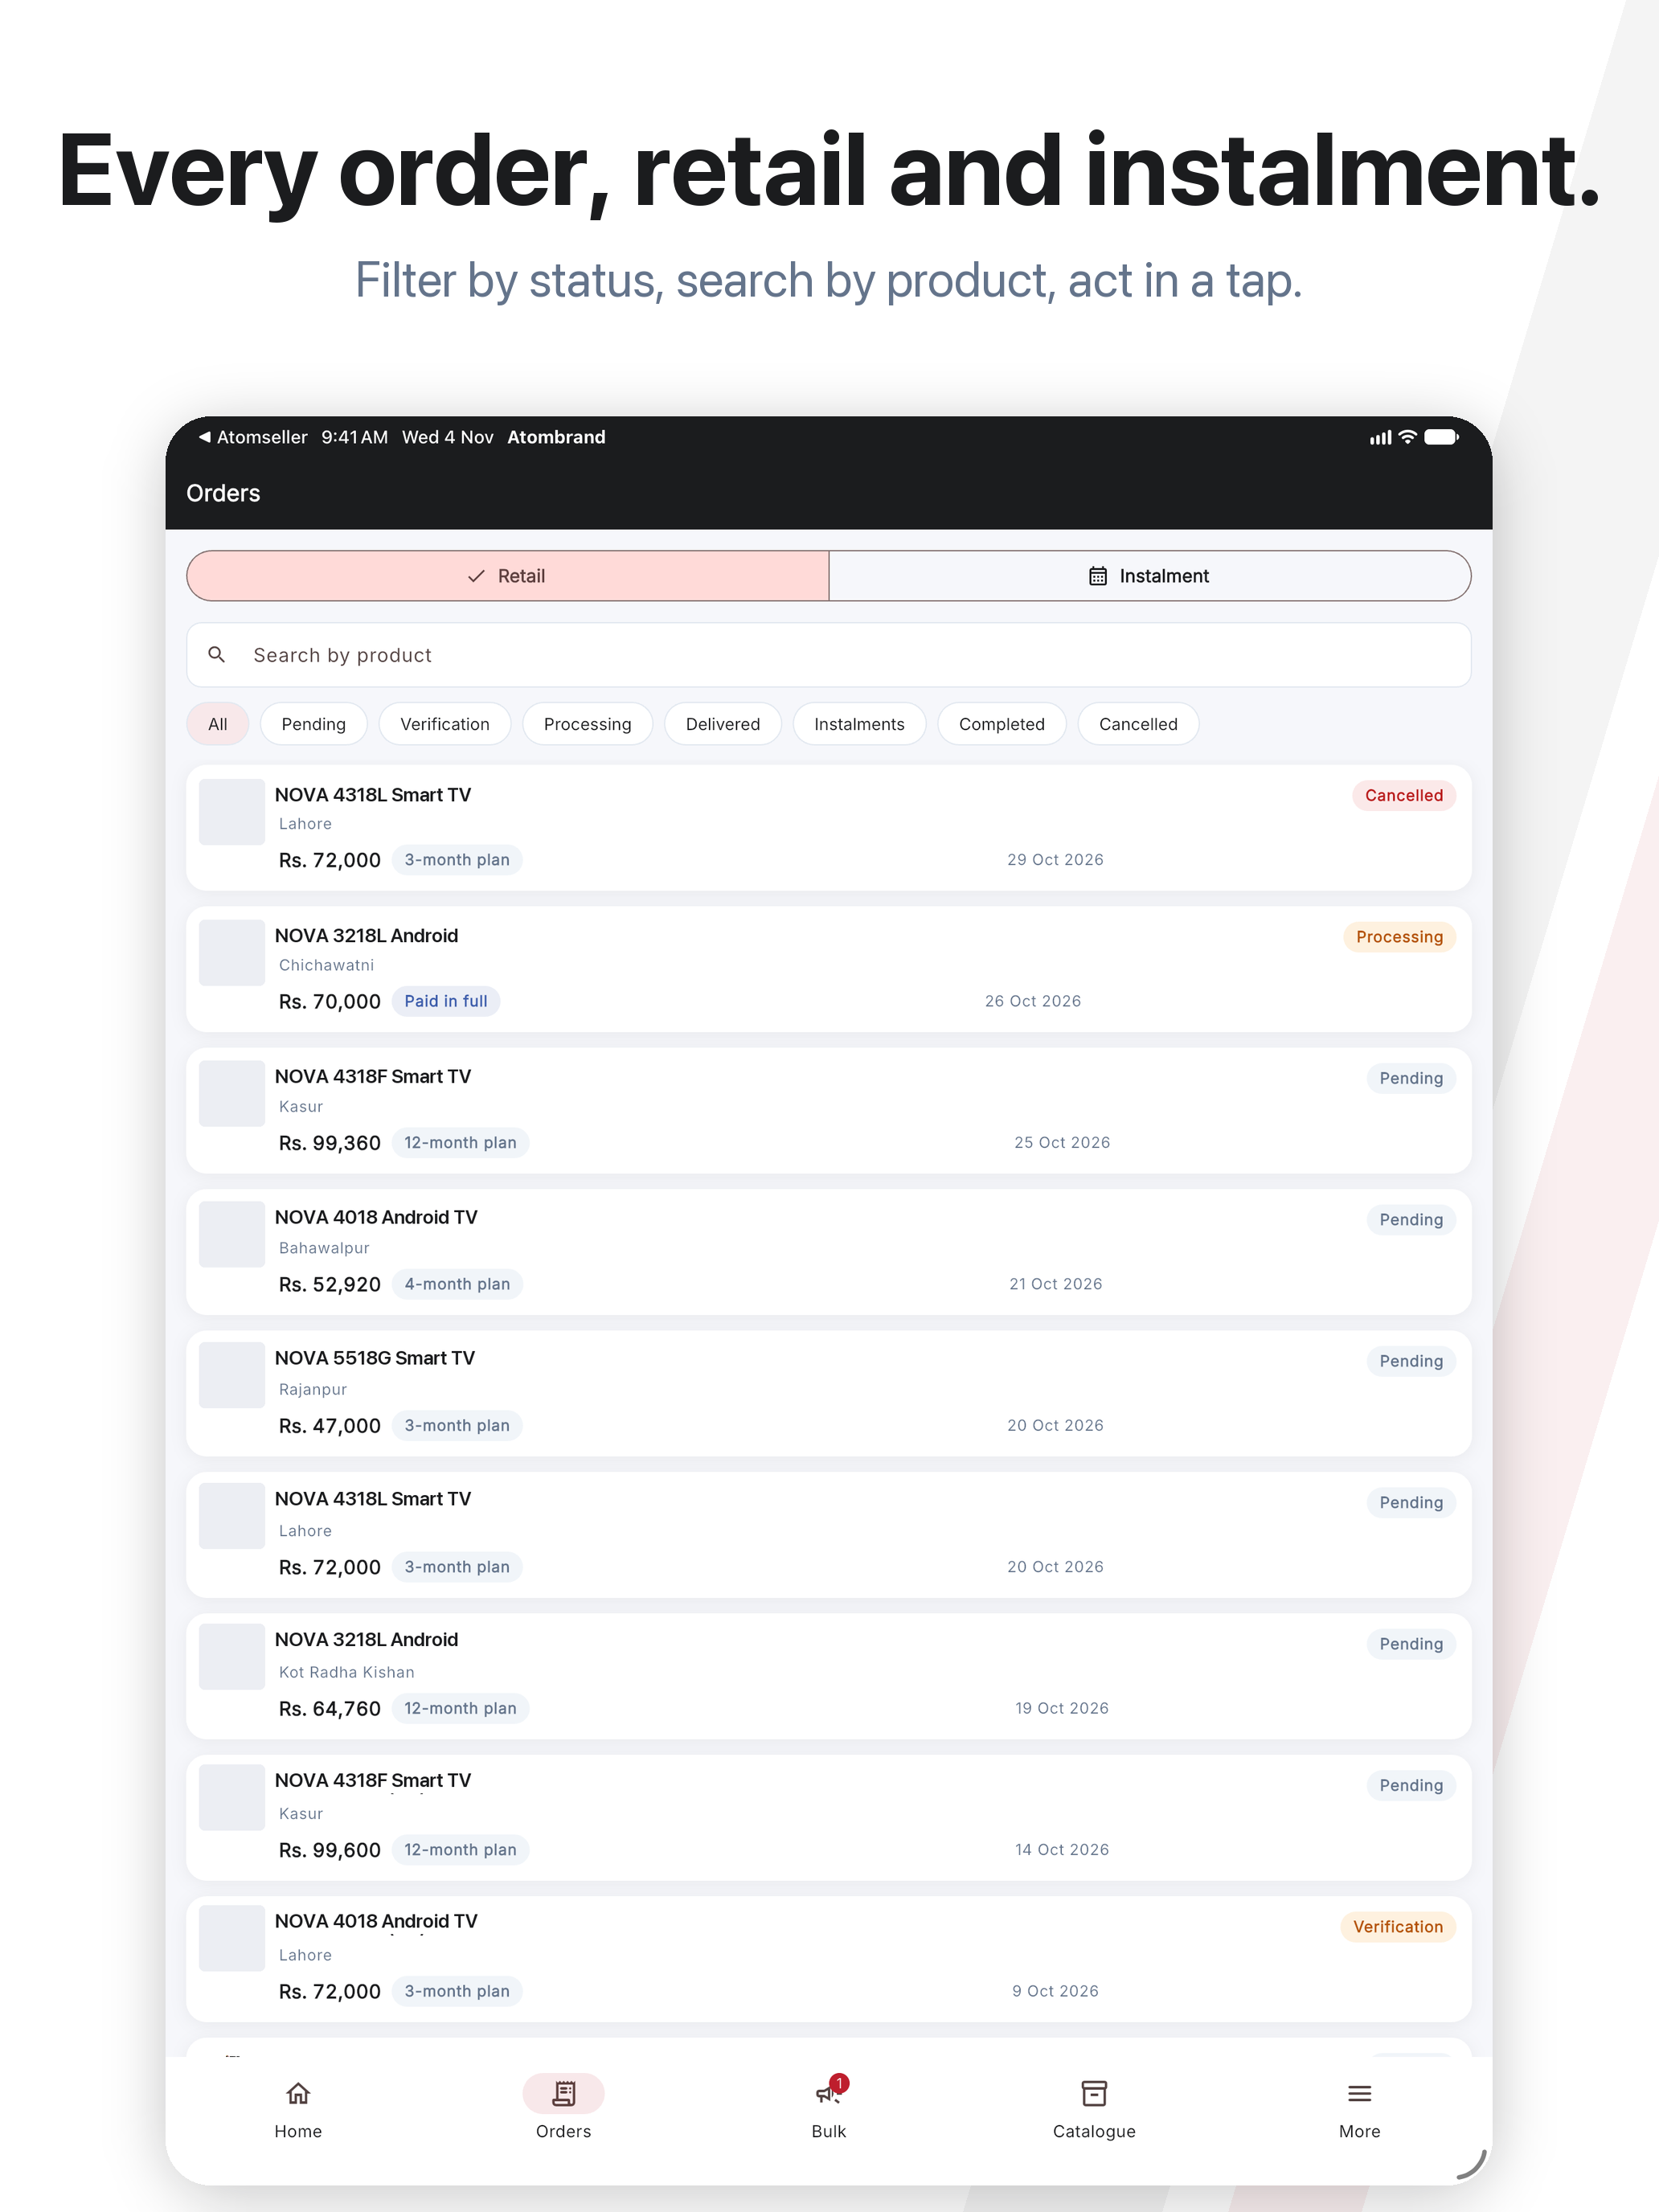 Every order, retail and instalment.
Filter by status, search by product, act in a tap.
Atomseller 9:41 AM Wed 4 Nov Atombrand
Orders
Retail Instalment
Search by product
All Pending Verification Processing Delivered Instalments Completed Cancelled
NOVA 4318L Smart TV Cancelled
Lahore
Rs. 72,000 3-month plan 29 Oct 2026
NOVA 3218L Android Processing
Chichawatni
Rs. 70,000 Paid in full 26 Oct 2026
NOVA 4318F Smart TV Pending
Kasur
Rs. 99,360 12-month plan 25 Oct 2026
NOVA 4018 Android TV Pending
Bahawalpur
Rs. 52,920 4-month plan 21 Oct 2026
NOVA 5518G Smart TV Pending
Rajanpur
Rs. 47,000 3-month plan 20 Oct 2026
NOVA 4318L Smart TV Pending
Lahore
Rs. 72,000 3-month plan 20 Oct 2026
NOVA 3218L Android Pending
Kot Radha Kishan
Rs. 64,760 12-month plan 19 Oct 2026
NOVA 4318F Smart TV Pending
Kasur
Rs. 99,600 12-month plan 14 Oct 2026
NOVA 4018 Android TV Verification
Lahore
Rs. 72,000 3-month plan 9 Oct 2026
1
Home Orders Bulk Catalogue More